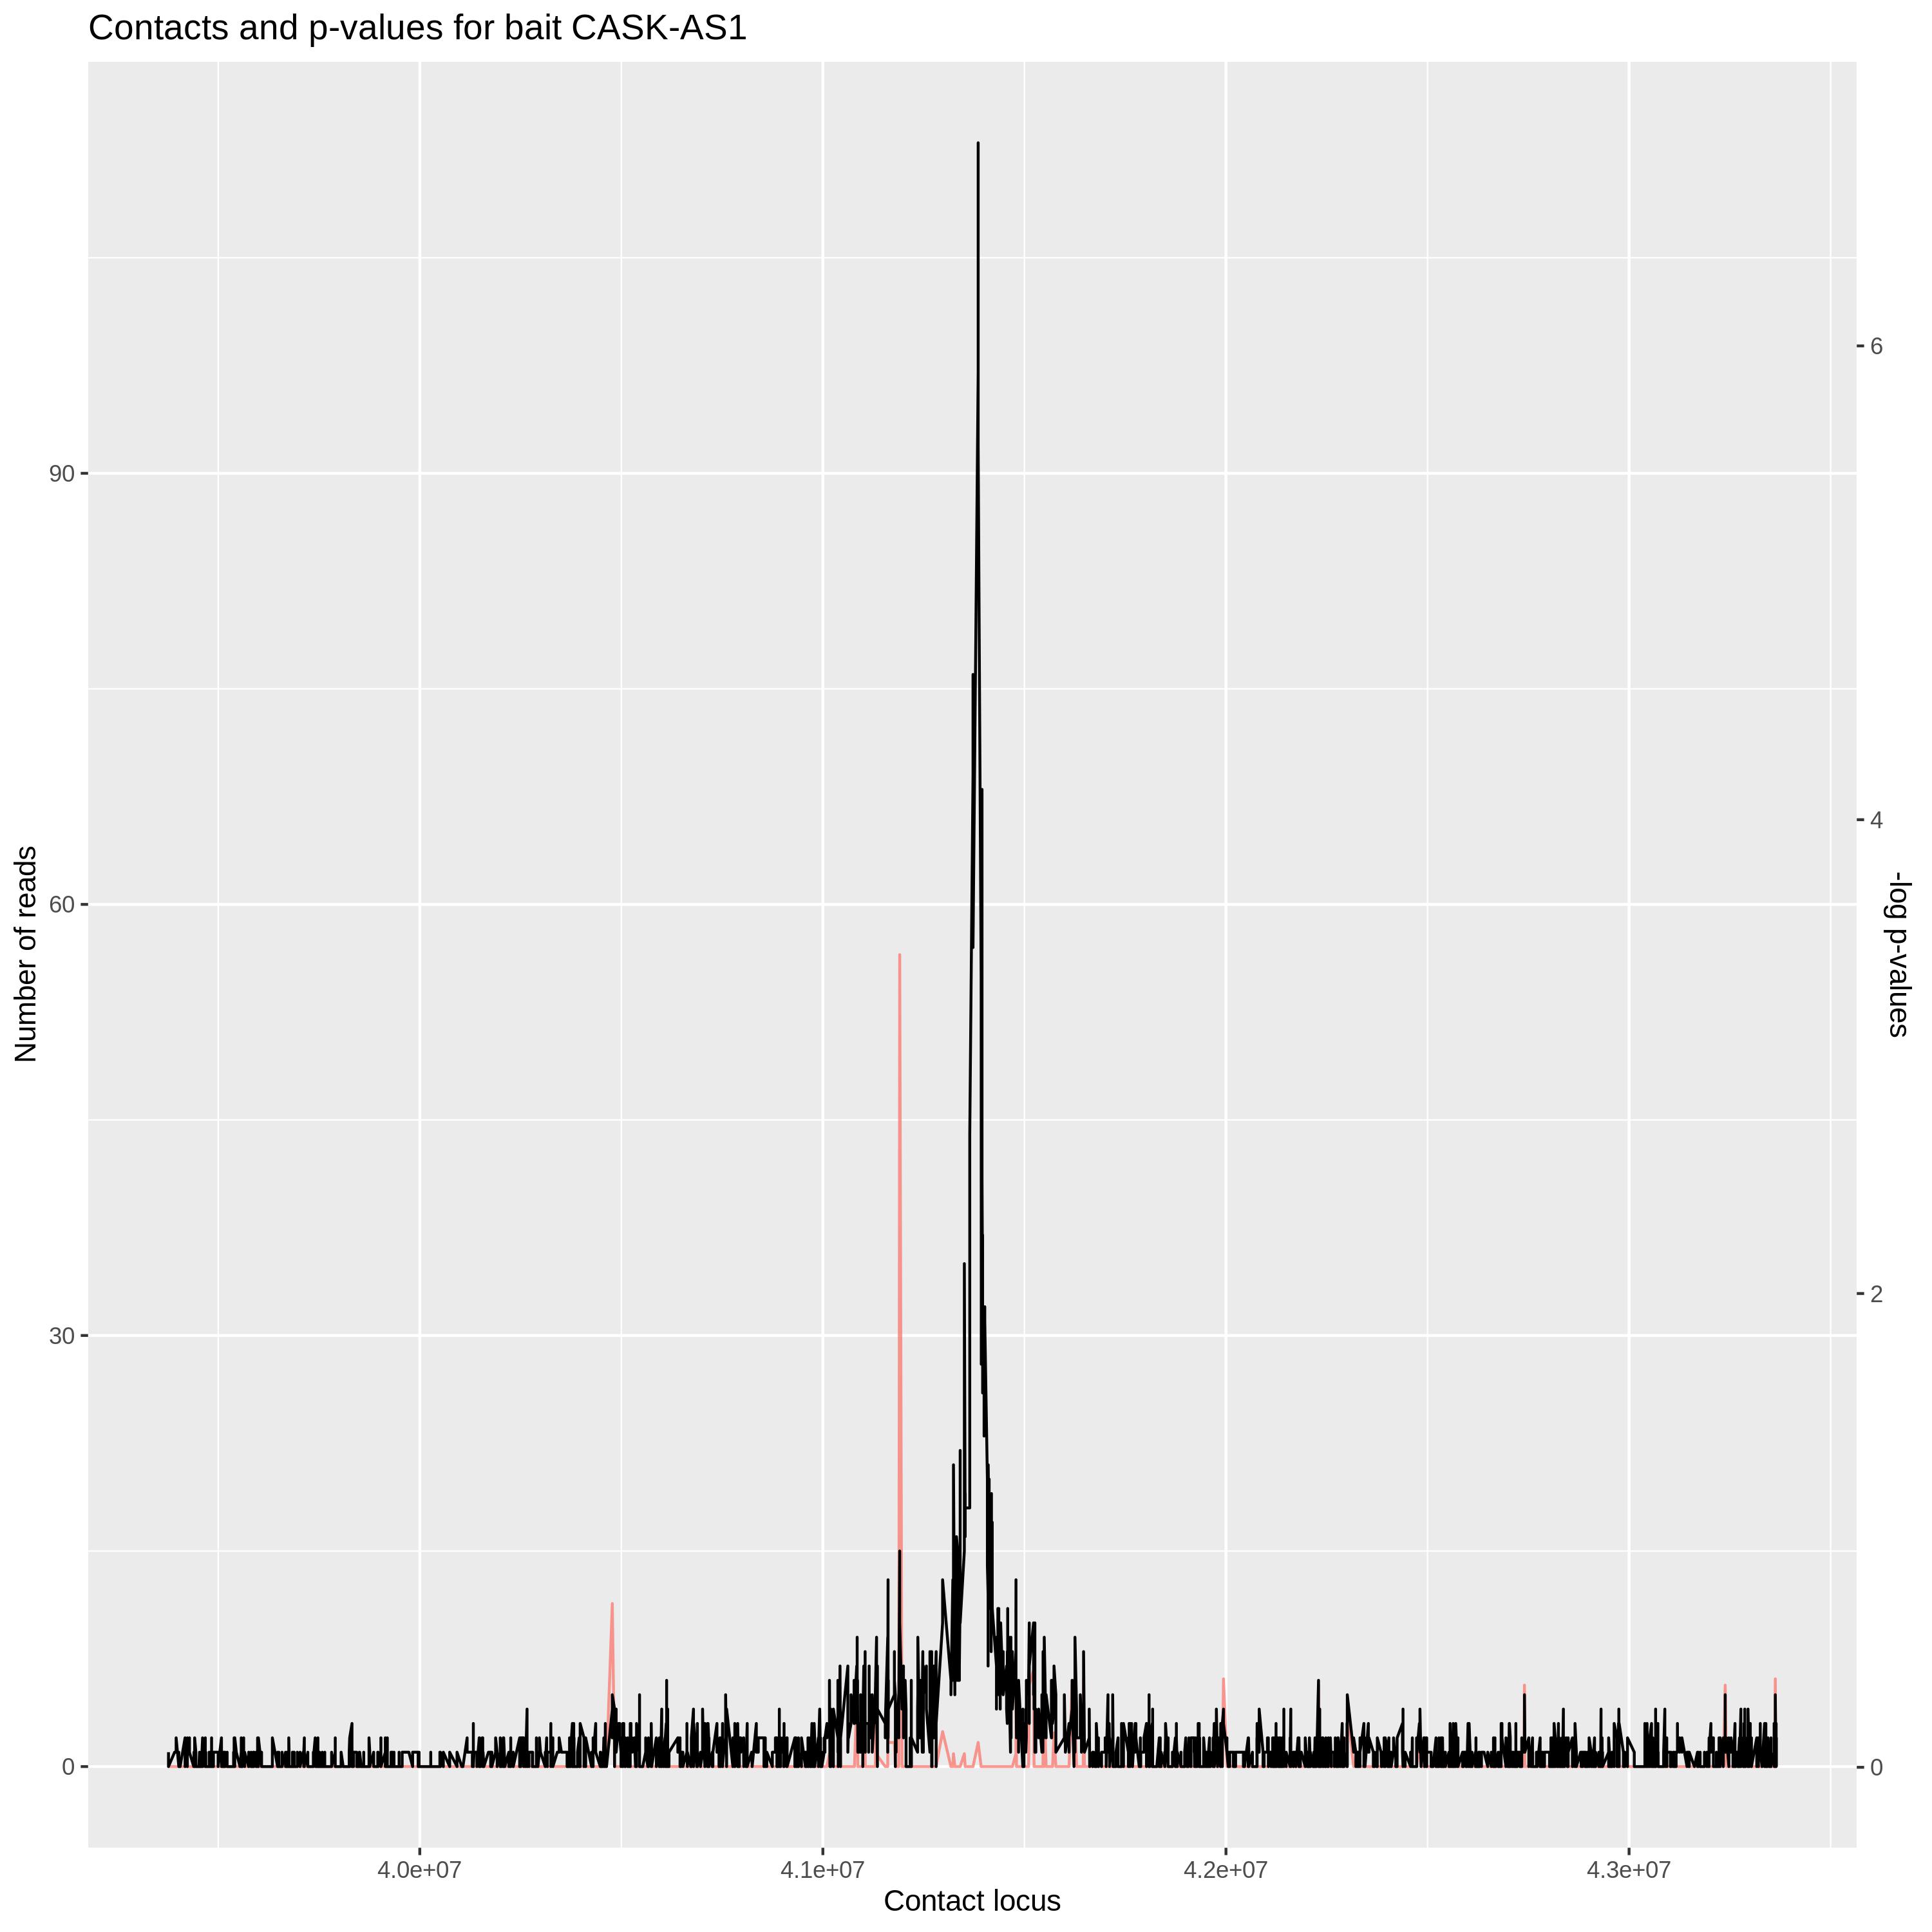 Contacts and p-values for bait CASK-AS1
90
60
30
0
Number of reads
6
4
2
0
-log p-values
4.0e+07
4.1e+07
4.2e+07
4.3e+07
Contact locus